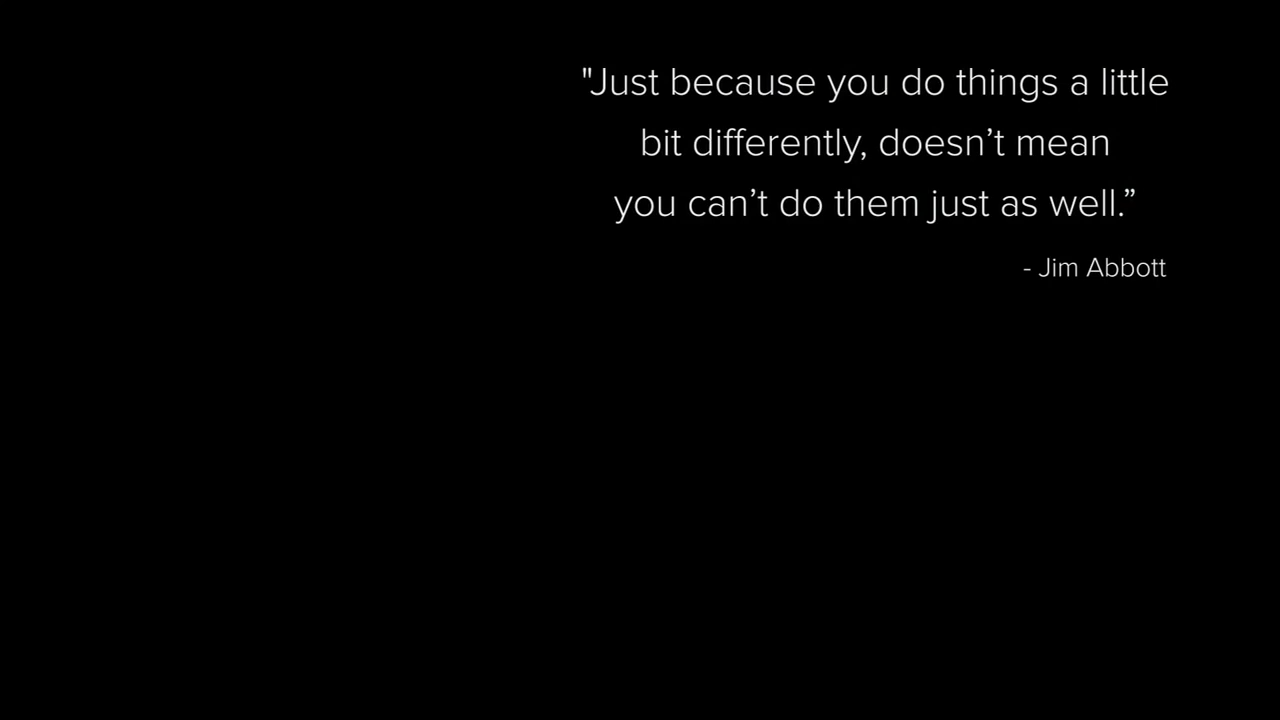 "Just because you do things a little
bit differently, doesn’t mean
you can’t do them just as well.”
- Jim Abbott